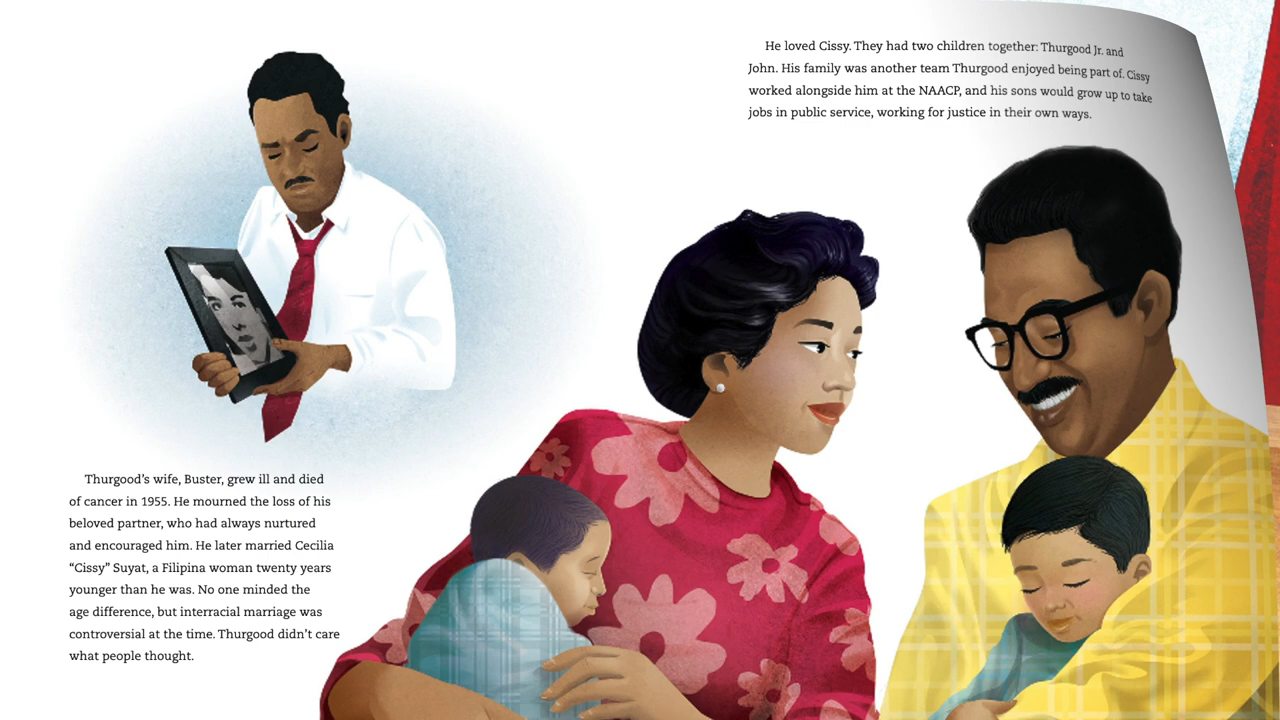 Thurgood's wife, Buster, grew ill and died
of cancer in 1955. He mourned the loss of his
beloved partner, who had always nurtured
and encouraged him. He later married Cecilia
“Cissy” Suyat, a Filipina woman twenty years
younger than he was. No one minded the
age difference, but interracial marriage was
controversial at the time. Thurgood didn’t care
what people thought.
He loved Cissy. They had two children together: Thurgood Jr. and
John. His family was another team Thurgood enjoyed being part of. Cissy
worked alongside him at the NAACP, and his sons would grow up to take
jobs in public service, working for justice in their own ways.